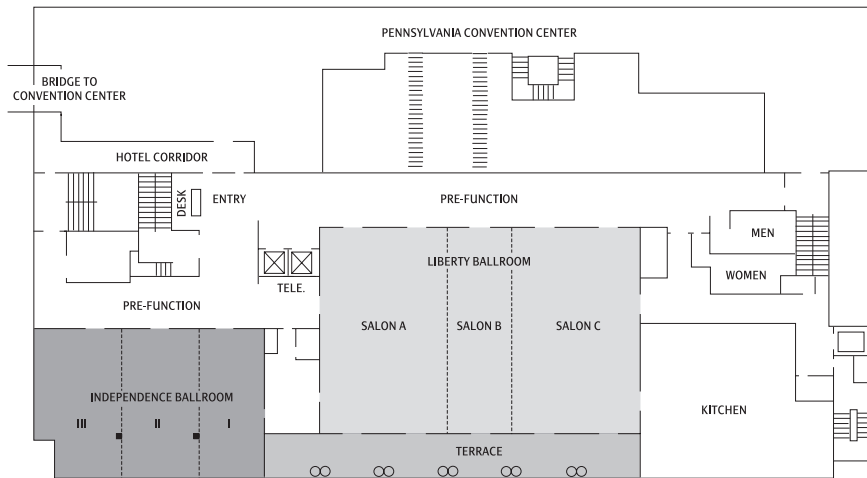 PENNSYLVANIA CONVENTION CENTER
BRIDGE TO
CONVENTION CENTER
HOTEL CORRIDOR
DESK
ENTRY
PRE-FUNCTION
MEN
LIBERTY BALLROOM
WOMEN
TELE.
PRE-FUNCTION
SALON A
SALON B
SALON C
INDEPENDENCE BALLROOM
III
II
I
KITCHEN
TERRACE